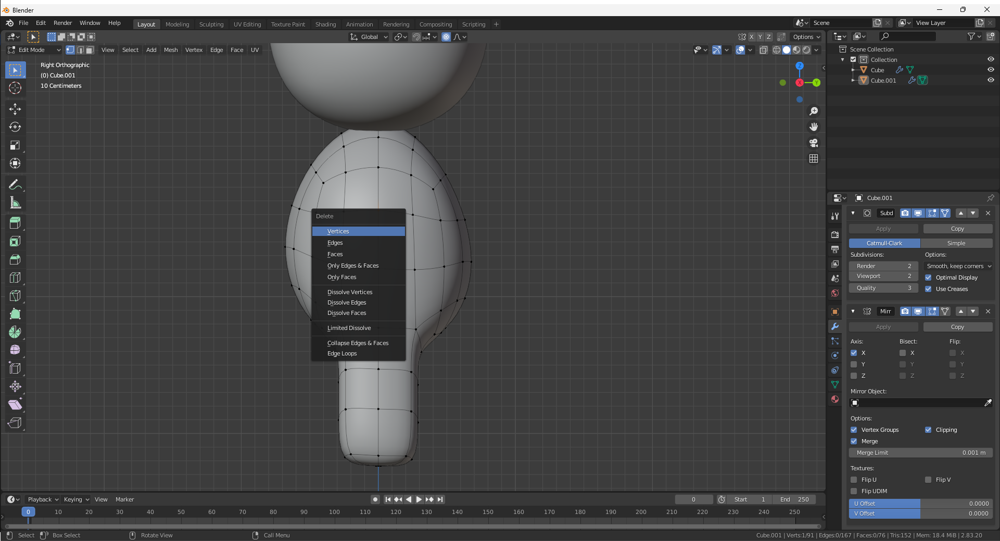 Blender
File Edit Render Window Help Layout Modeling Sculpting UV Editing Texture Paint Shading Animation Rendering Compositing Scripting + Scene View Layer
Global X Y Z Options
Edit Mode View Select Add Mesh Vertex Edge Face UV
Right Orthographic
(0) Cube.001
10 Centimeters
Z
X Y
Scene Collection
Collection
Cube
Cube.001
Delete
Vertices
Edges
Faces
Only Edges & Faces
Only Faces
Dissolve Vertices
Dissolve Edges
Dissolve Faces
Limited Dissolve
Collapse Edges & Faces
Edge Loops
Cube.001
Subd
Apply Copy
Catmull-Clark Simple
Subdivisions: Options:
Render 2 Smooth, keep corners
Viewport 2 Optimal Display
Quality 3 Use Creases
Mirr
Apply Copy
Axis: Bisect: Flip:
X X X
Y Y Y
Z Z Z
Mirror Object:
Options:
Vertex Groups Clipping
Merge
Merge Limit 0.001 m
Textures:
Flip U Flip V
Flip UDIM
U Offset 0.0000
V Offset 0.0000
Playback Keying View Marker 0 Start 1 End 250
0 10 20 30 40 50 60 70 80 90 100 110 120 130 140 150 160 170 180 190 200 210 220 230 240 250
Select Box Select Rotate View Call Menu Cube.001 | Verts:1/91 | Edges:0/167 | Faces:0/76 | Tris:152 | Mem: 18.4 MiB | 2.83.20